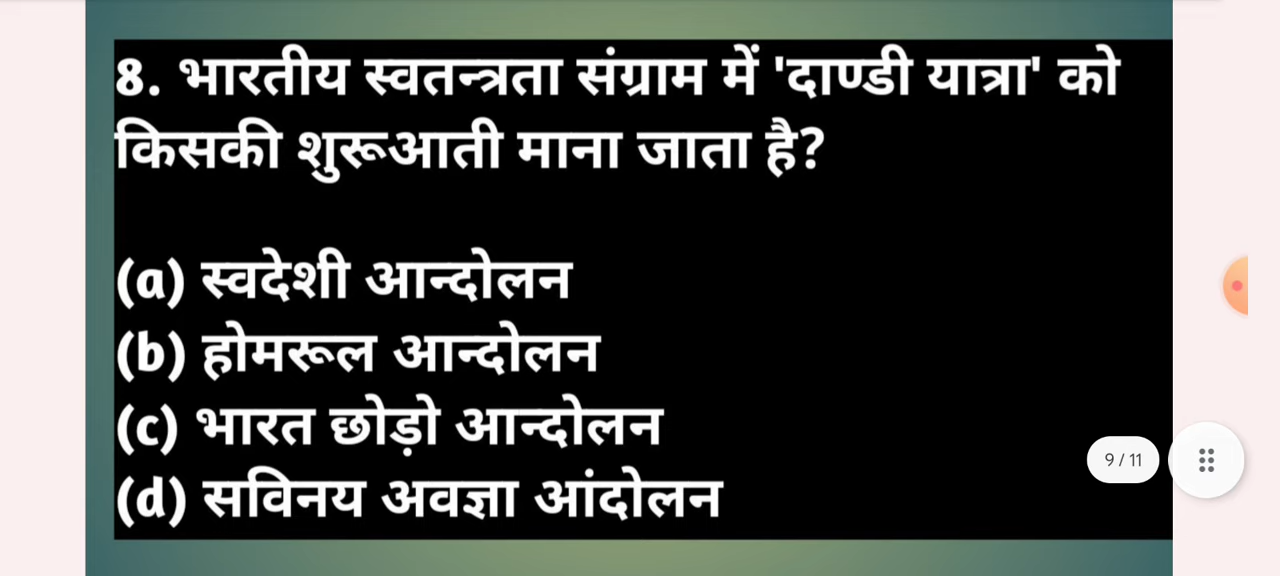 8. भारतीय स्वतन्त्रता संग्राम में 'दाण्डी यात्रा' को
किसकी शुरूआती माना जाता है?
(a) स्वदेशी आन्दोलन
(b) होमरूल आन्दोलन
(c) भारत छोड़ो आन्दोलन
(d) सविनय अवज्ञा आंदोलन
9 / 11